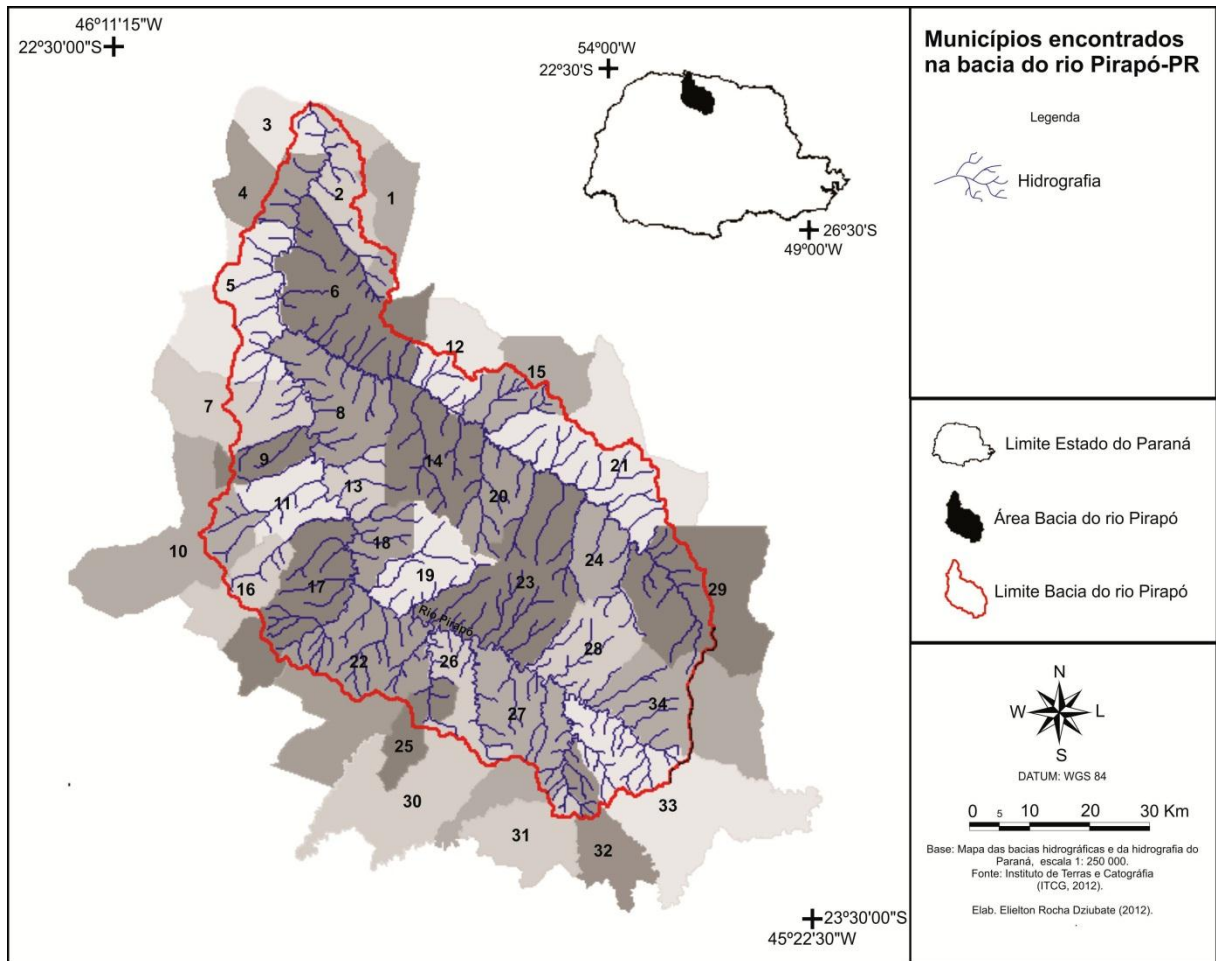 46º11'15"W
22º30'00"S
54º00'W
22º30'S
26º30'S
49º00'W
3
4
2
1
5
6
12
15
7
8
9
14
21
13
11
20
10
18
24
16
17
19
23
29
Rio Pirapó
22
26
28
27
34
25
30
33
31
32
23º30'00"S
45º22'30"W
Municípios encontrados
na bacia do rio Pirapó-PR
Legenda
Hidrografia
Limite Estado do Paraná
Área Bacia do rio Pirapó
Limite Bacia do rio Pirapó
N
W L
S
DATUM: WGS 84
0 5 10 20 30 Km
Base: Mapa das bacias hidrográficas e da hidrografia do
Paraná, escala 1: 250 000.
Fonte: Instituto de Terras e Catográfia
(ITCG, 2012).
Elab. Elielton Rocha Dziubate (2012).